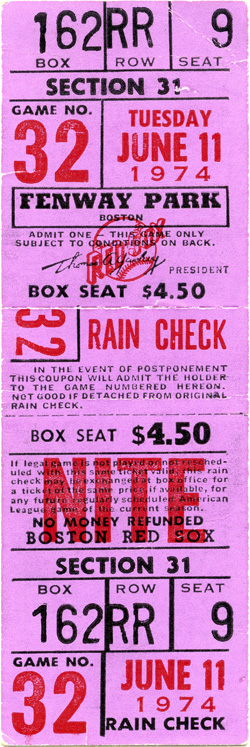 162 RR 9
BOX ROW SEAT
SECTION 31
GAME NO.
32
TUESDAY
JUNE 11
1974
FENWAY PARK
BOSTON
ADMIT ONE – THIS GAME ONLY
SUBJECT TO CONDITIONS ON BACK.
RED SOX
Thomas A. Yawkey
PRESIDENT
BOX SEAT $4.50
32
RAIN CHECK
IN THE EVENT OF POSTPONEMENT
THIS COUPON WILL ADMIT THE HOLDER
TO THE GAME NUMBERED HEREON.
NOT GOOD IF DETACHED FROM ORIGINAL
RAIN CHECK.
BOX SEAT $4.50
If legal game is not played or not resched-
uled with this same ticket valid, this rain
check may be exchanged at box office for
a ticket of the same price, if available, for
any future regularly scheduled American
League game of the current season.
NITE
NO MONEY REFUNDED
BOSTON RED SOX
SECTION 31
BOX ROW SEAT
162 RR 9
GAME NO.
32
JUNE 11
1974
RAIN CHECK